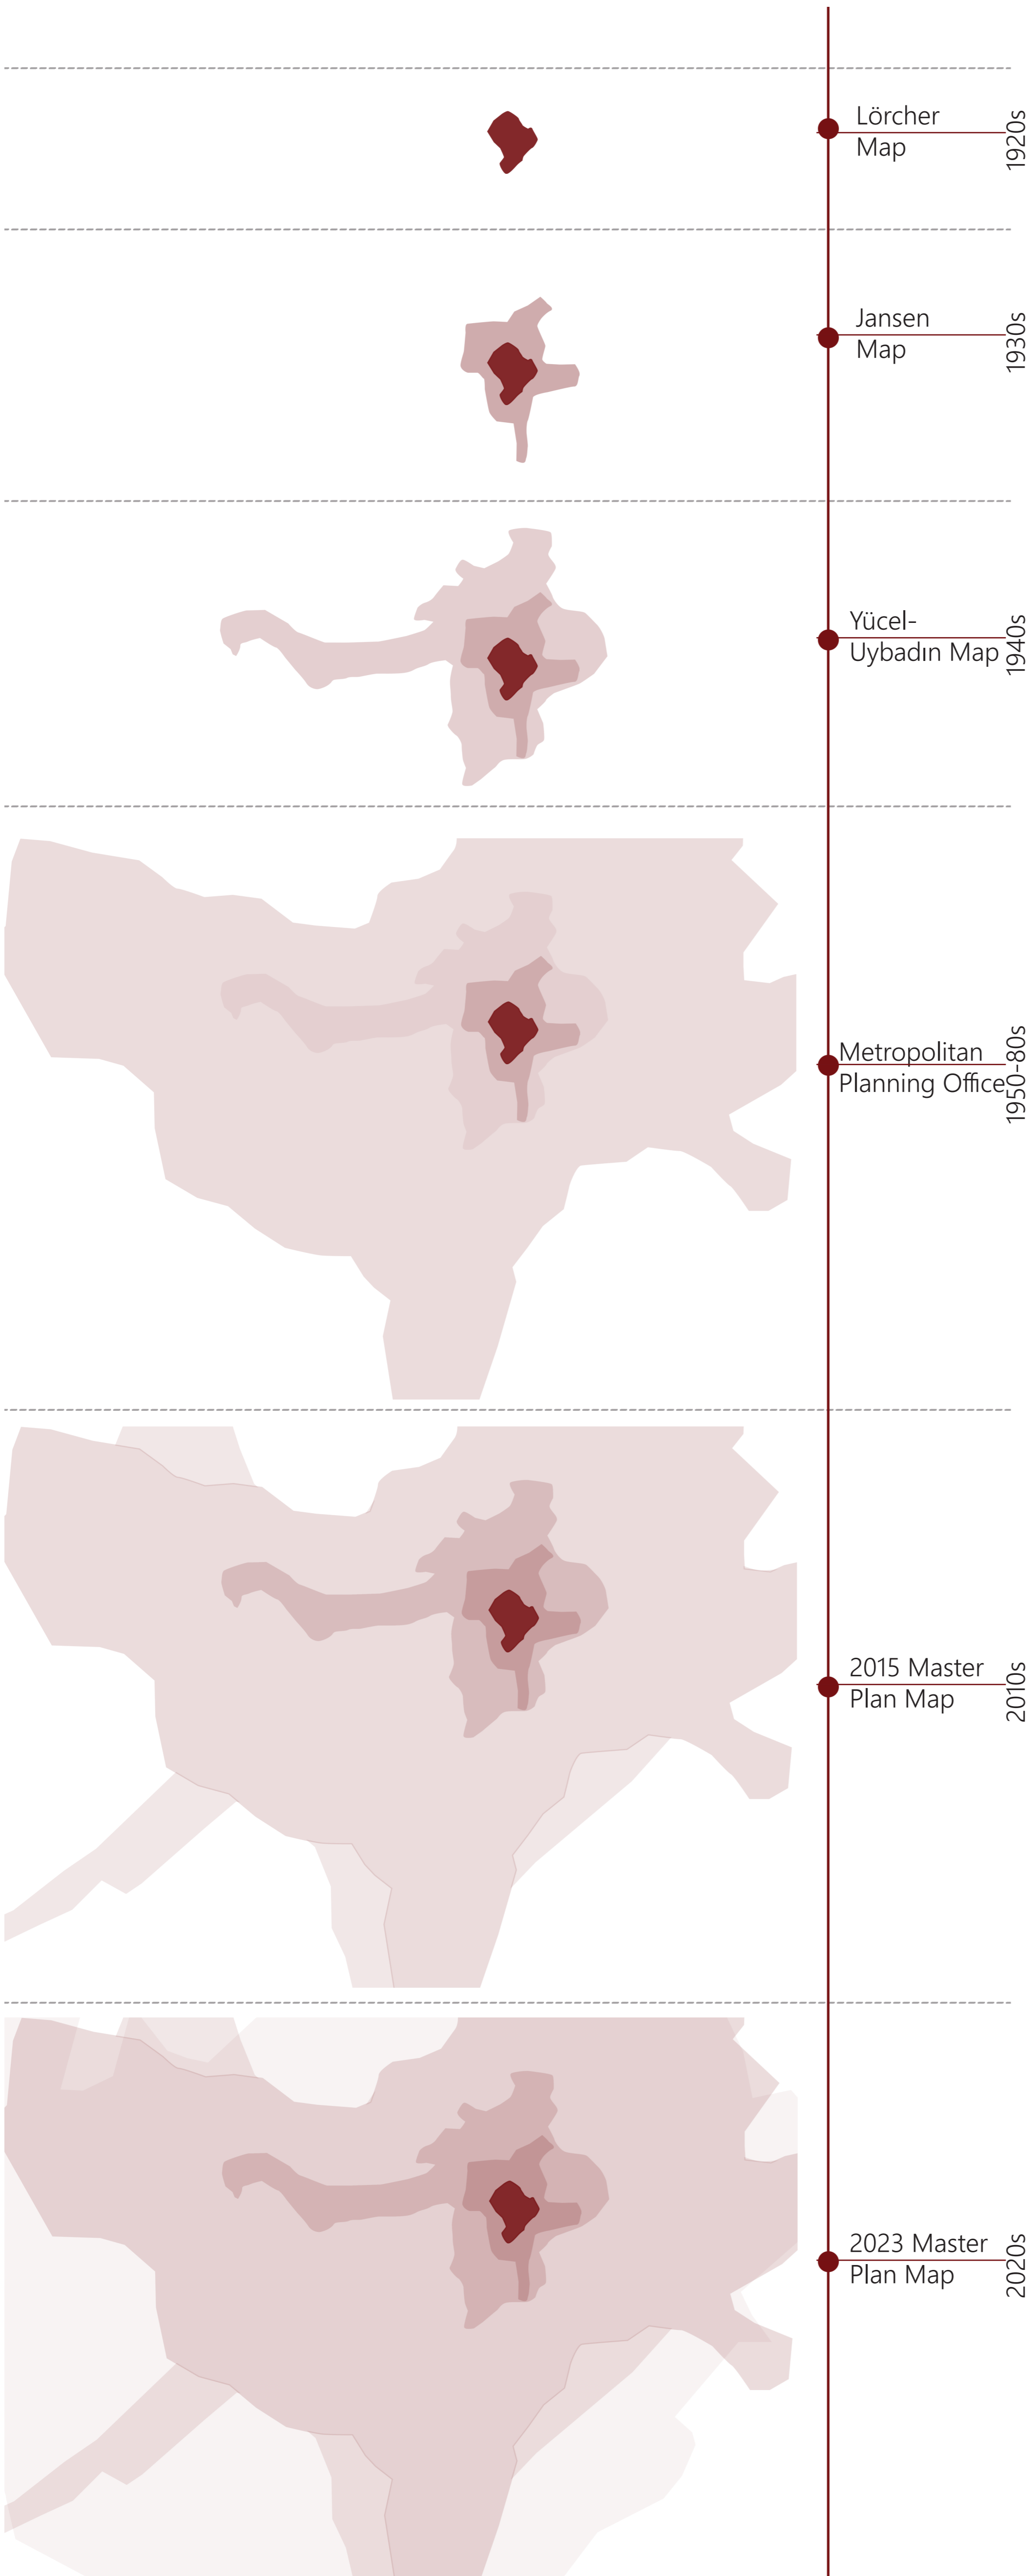 Lörcher
Map
1920s
Jansen
Map
1930s
Yücel-
Uybadın Map
1940s
Metropolitan
Planning Office
1950-80s
2015 Master
Plan Map
2010s
2023 Master
Plan Map
2020s